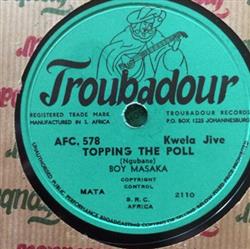 Troubadour
REGISTERED TRADE MARK
MANUFACTURED IN S. AFRICA
TROUBADOUR RECORDS
P.O. BOX 1225 JOHANNESBURG
AFC. 578
Kwela Jive
TOPPING THE POLL
(Ngubane)
BOY MASAKA
COPYRIGHT
CONTROL
MATA
B. R. C.
2110
AFRICA